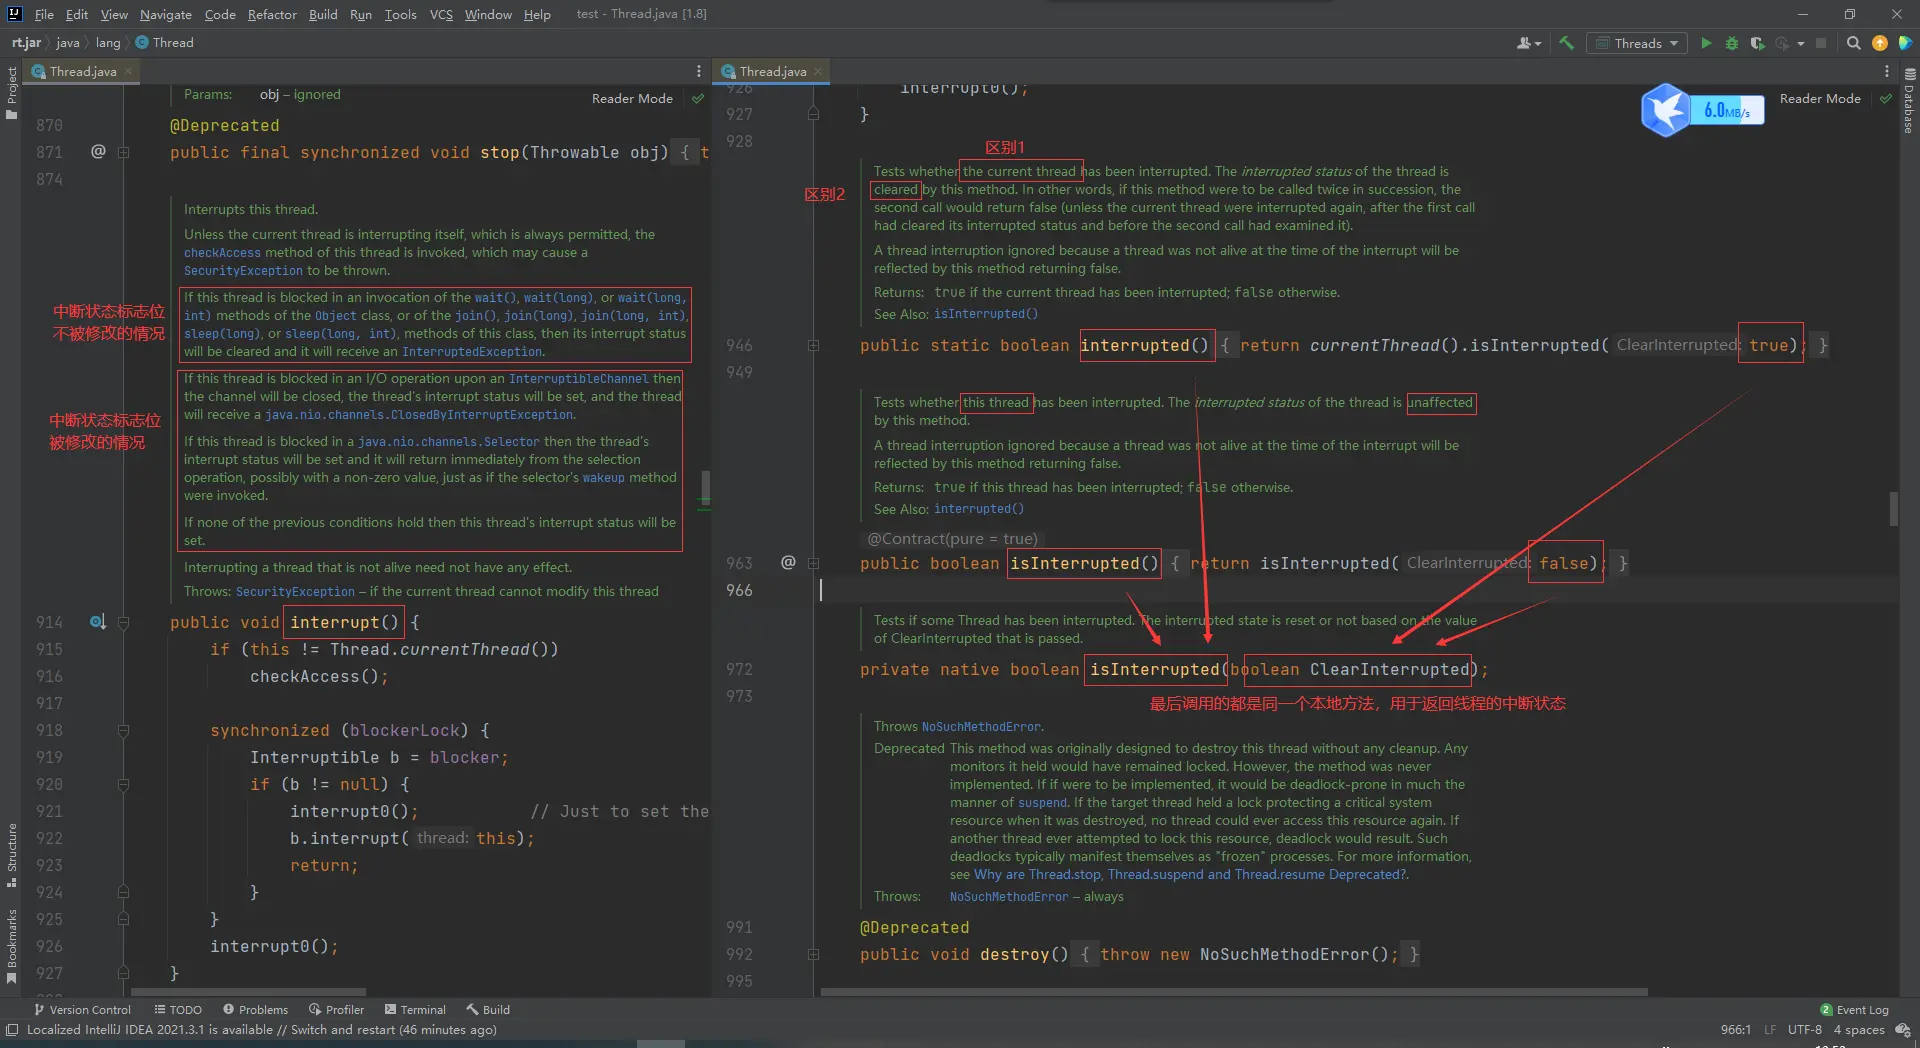 File Edit View Navigate Code Refactor Build Run Tools VCS Window Help test - Thread.java [1.8]
rt.jar java lang Thread
Threads
Project
Thread.java
Params: obj – ignored
Reader Mode
870 @Deprecated
871 @ public final synchronized void stop(Throwable obj) { t
874
Interrupts this thread.
Unless the current thread is interrupting itself, which is always permitted, the
checkAccess method of this thread is invoked, which may cause a
SecurityException to be thrown.
中断状态标志位
不被修改的情况
If this thread is blocked in an invocation of the wait(), wait(long), or wait(long,
int) methods of the Object class, or of the join(), join(long), join(long, int),
sleep(long), or sleep(long, int), methods of this class, then its interrupt status
will be cleared and it will receive an InterruptedException.
中断状态标志位
被修改的情况
If this thread is blocked in an I/O operation upon an InterruptibleChannel then
the channel will be closed, the thread's interrupt status will be set, and the thread
will receive a java.nio.channels.ClosedByInterruptException.
If this thread is blocked in a java.nio.channels.Selector then the thread's
interrupt status will be set and it will return immediately from the selection
operation, possibly with a non-zero value, just as if the selector's wakeup method
were invoked.
If none of the previous conditions hold then this thread's interrupt status will be
set.
Interrupting a thread that is not alive need not have any effect.
Throws: SecurityException – if the current thread cannot modify this thread
914 public void interrupt() {
915 if (this != Thread.currentThread())
916 checkAccess();
917
918 synchronized (blockerLock) {
919 Interruptible b = blocker;
920 if (b != null) {
921 interrupt0(); // Just to set the
922 b.interrupt( thread: this);
923 return;
924 }
925 }
926 interrupt0();
927 }
Thread.java
926 interrupt0();
927 }
928
6.0MB/s
Reader Mode
区别1
区别2
Tests whether the current thread has been interrupted. The interrupted status of the thread is
cleared by this method. In other words, if this method were to be called twice in succession, the
second call would return false (unless the current thread were interrupted again, after the first call
had cleared its interrupted status and before the second call had examined it).
A thread interruption ignored because a thread was not alive at the time of the interrupt will be
reflected by this method returning false.
Returns: true if the current thread has been interrupted; false otherwise.
See Also: isInterrupted()
946 public static boolean interrupted() { return currentThread().isInterrupted( ClearInterrupted: true); }
949
Tests whether this thread has been interrupted. The interrupted status of the thread is unaffected
by this method.
A thread interruption ignored because a thread was not alive at the time of the interrupt will be
reflected by this method returning false.
Returns: true if this thread has been interrupted; false otherwise.
See Also: interrupted()
@Contract(pure = true)
963 @ public boolean isInterrupted() { return isInterrupted( ClearInterrupted: false); }
966
Tests if some Thread has been interrupted. The interrupted state is reset or not based on the value
of ClearInterrupted that is passed.
972 private native boolean isInterrupted(boolean ClearInterrupted);
973
最后调用的都是同一个本地方法，用于返回线程的中断状态
Throws NoSuchMethodError.
Deprecated This method was originally designed to destroy this thread without any cleanup. Any
monitors it held would have remained locked. However, the method was never
implemented. If if were to be implemented, it would be deadlock-prone in much the
manner of suspend. If the target thread held a lock protecting a critical system
resource when it was destroyed, no thread could ever access this resource again. If
another thread ever attempted to lock this resource, deadlock would result. Such
deadlocks typically manifest themselves as "frozen" processes. For more information,
see Why are Thread.stop, Thread.suspend and Thread.resume Deprecated?.
Throws: NoSuchMethodError – always
991 @Deprecated
992 public void destroy() { throw new NoSuchMethodError(); }
995
Database
Structure
Bookmarks
Version Control TODO Problems Profiler Terminal Build
2 Event Log
Localized IntelliJ IDEA 2021.3.1 is available // Switch and restart (46 minutes ago)
966:1 LF UTF-8 4 spaces